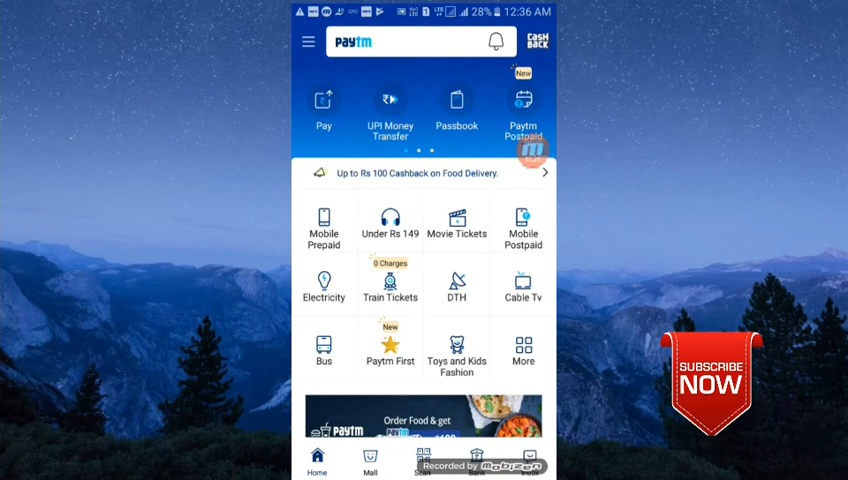 28% 12:36 AM
paytm
CASH
BACK
New
Pay
UPI Money
Transfer
Passbook
Paytm
Postpaid
Up to Rs 100 Cashback on Food Delivery.
Mobile
Prepaid
Under Rs 149
Movie Tickets
Mobile
Postpaid
0 Charges
Electricity
Train Tickets
DTH
Cable Tv
New
Bus
Paytm First
Toys and Kids
Fashion
More
SUBSCRIBE
NOW
Order Food & get
paytm
Home
Mall
Recorded by mobizen